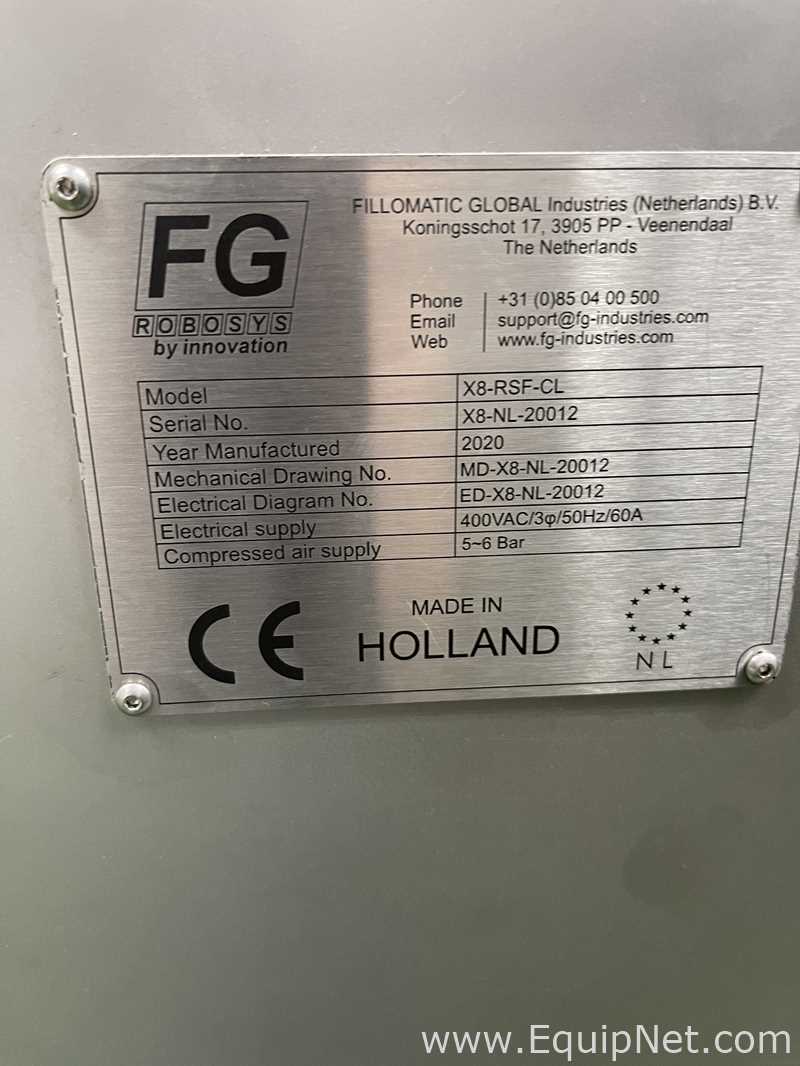 FG
ROBOSYS
by innovation
FILLOMATIC GLOBAL Industries (Netherlands) B.V.
Koningsschot 17, 3905 PP - Veenendaal
The Netherlands
Phone +31 (0)85 04 00 500
Email support@fg-industries.com
Web www.fg-industries.com
Model X8-RSF-CL
Serial No. X8-NL-20012
Year Manufactured 2020
Mechanical Drawing No. MD-X8-NL-20012
Electrical Diagram No. ED-X8-NL-20012
Electrical supply 400VAC/3φ/50Hz/60A
Compressed air supply 5~6 Bar
CE
MADE IN
HOLLAND
NL
www.EquipNet.com